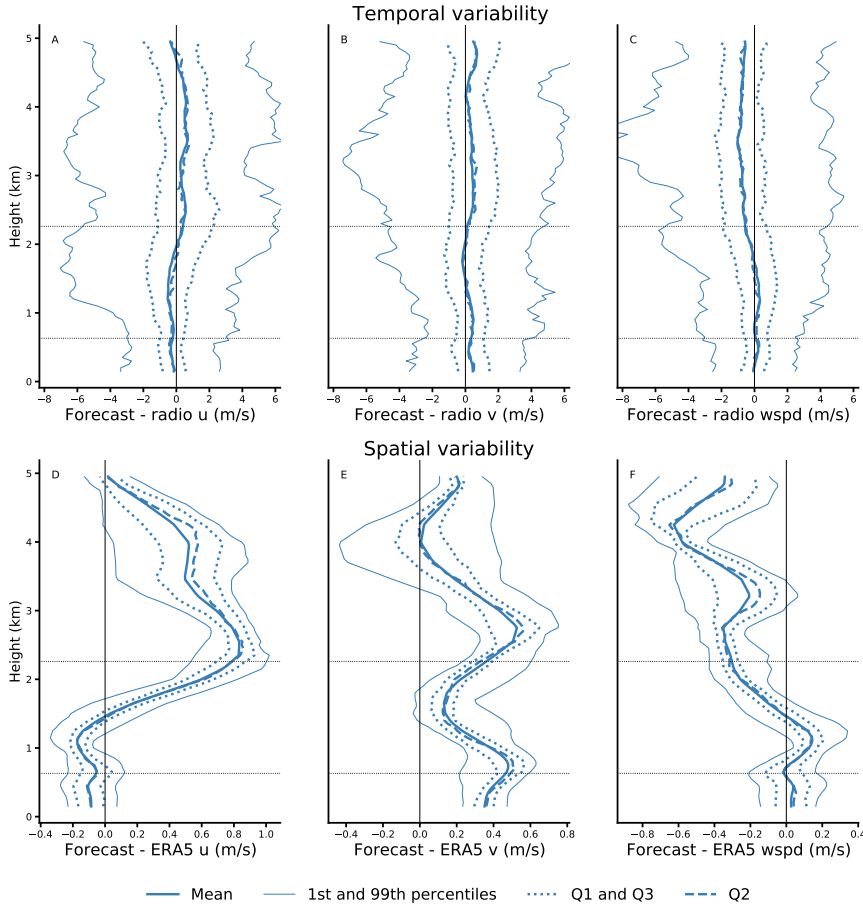 Temporal variability
A
B
C
5
4
3
2
1
0
Height (km)
−8 −6 −4 −2 0 2 4 6
−8 −6 −4 −2 0 2 4 6
−8 −6 −4 −2 0 2 4 6
Forecast - radio u (m/s)
Forecast - radio v (m/s)
Forecast - radio wspd (m/s)
Spatial variability
D
E
F
5
4
3
2
1
0
Height (km)
−0.4 −0.2 0.0 0.2 0.4 0.6 0.8 1.0
−0.4 −0.2 0.0 0.2 0.4 0.6 0.8
−0.8 −0.6 −0.4 −0.2 0.0 0.2 0.4
Forecast - ERA5 u (m/s)
Forecast - ERA5 v (m/s)
Forecast - ERA5 wspd (m/s)
Mean
1st and 99th percentiles
Q1 and Q3
Q2